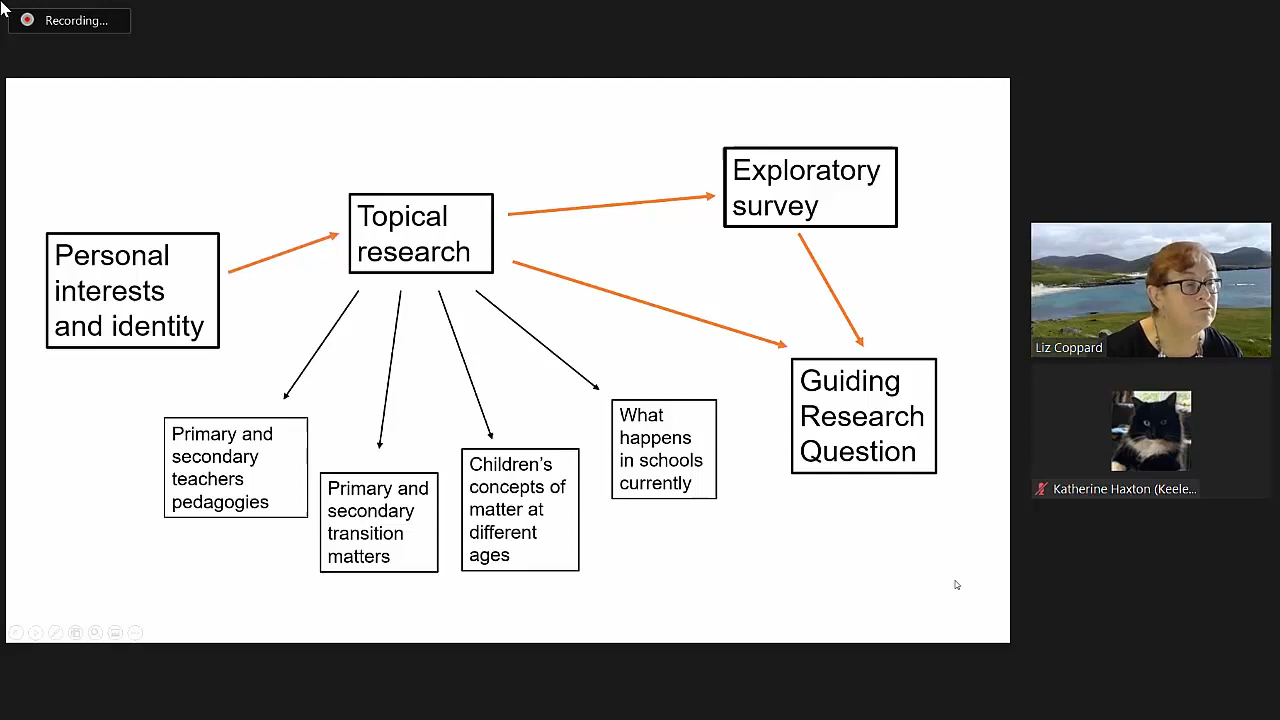 Recording...
Personal
interests
and identity
Topical
research
Exploratory
survey
Guiding
Research
Question
Primary and
secondary
teachers
pedagogies
Primary and
secondary
transition
matters
Children's
concepts of
matter at
different
ages
What
happens
in schools
currently
Liz Coppard
Katherine Haxton (Keele...